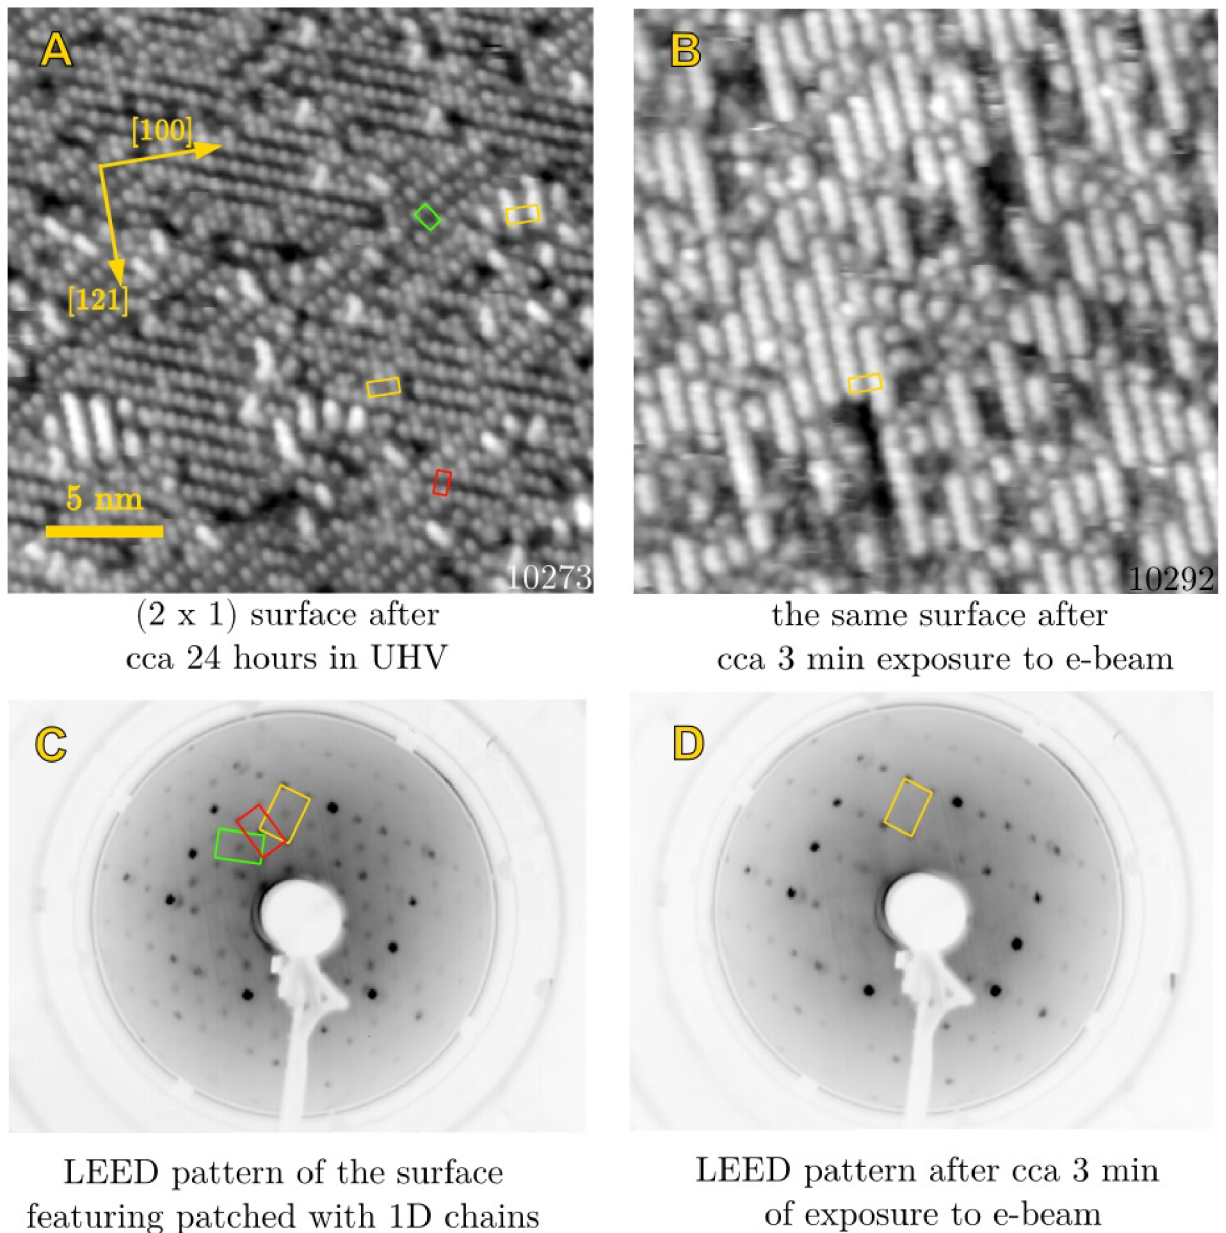 A
B
[100]
[121]
5 nm
10273
10292
(2 x 1) surface after
cca 24 hours in UHV
the same surface after
cca 3 min exposure to e-beam
C
D
LEED pattern of the surface
featuring patched with 1D chains
LEED pattern after cca 3 min
of exposure to e-beam